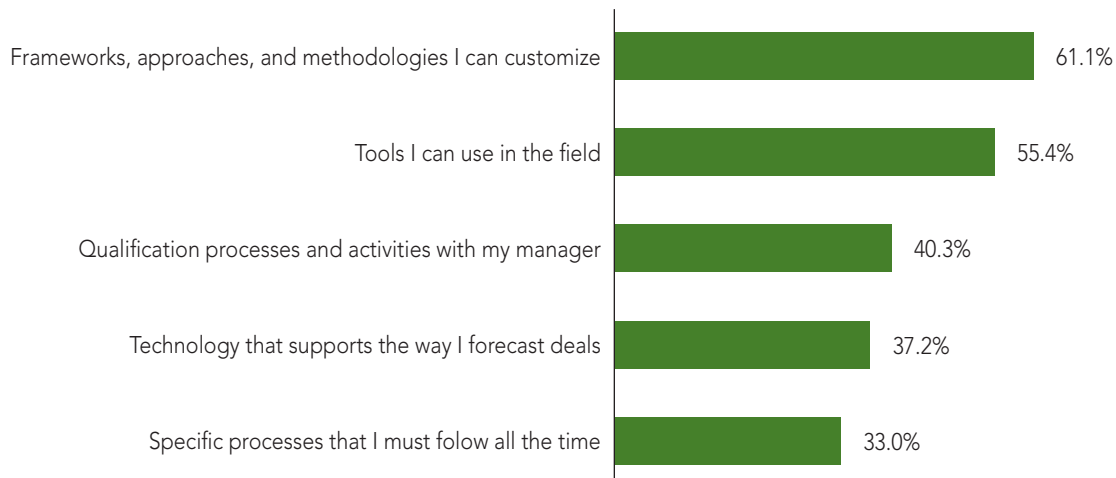 Frameworks, approaches, and methodologies I can customize 61.1%
Tools I can use in the field 55.4%
Qualification processes and activities with my manager 40.3%
Technology that supports the way I forecast deals 37.2%
Specific processes that I must folow all the time 33.0%